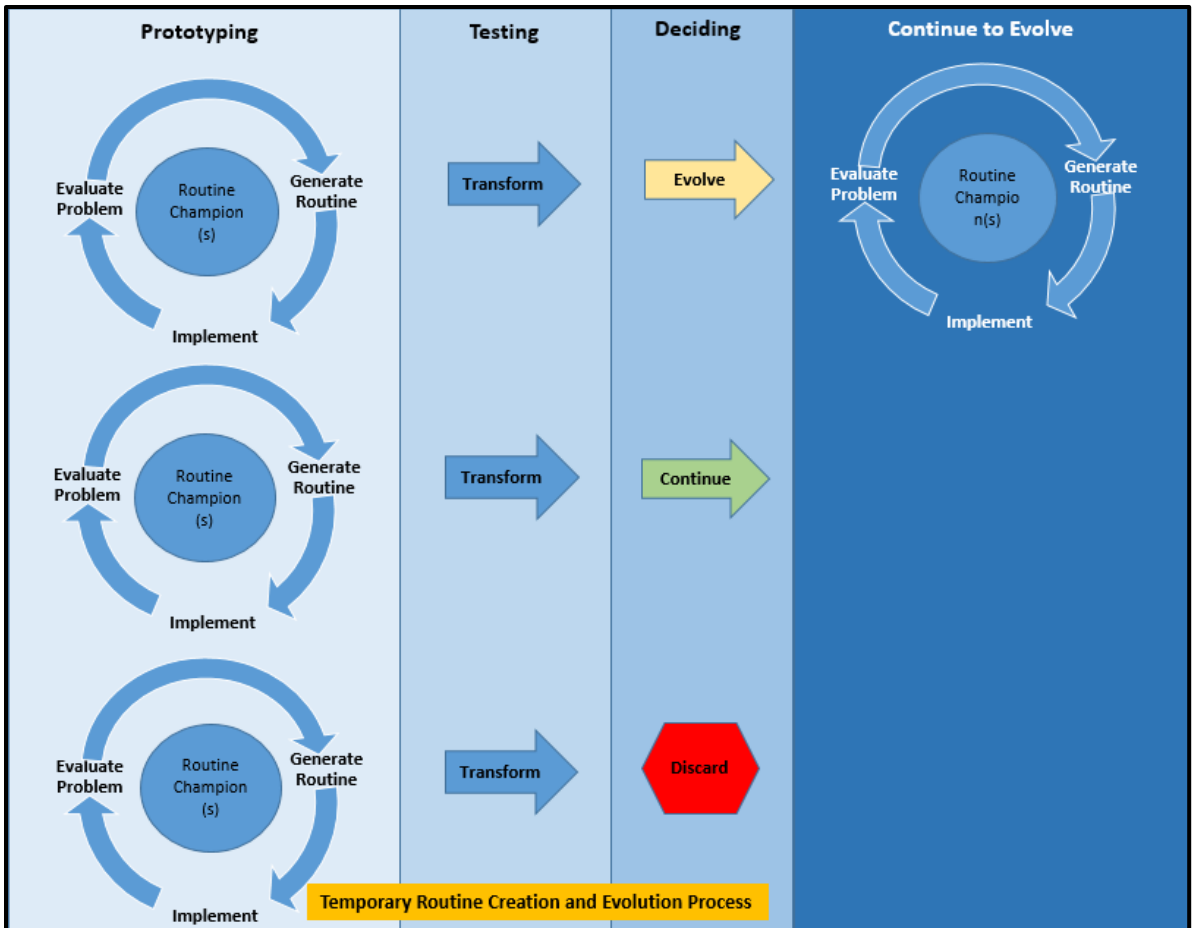 Prototyping
Testing
Deciding
Continue to Evolve
Evaluate
Problem
Routine
Champion
(s)
Generate
Routine
Implement
Transform
Evolve
Evaluate
Problem
Routine
Champio
n(s)
Generate
Routine
Implement
Evaluate
Problem
Routine
Champion
(s)
Generate
Routine
Implement
Transform
Continue
Evaluate
Problem
Routine
Champion
(s)
Generate
Routine
Implement
Transform
Discard
Temporary Routine Creation and Evolution Process